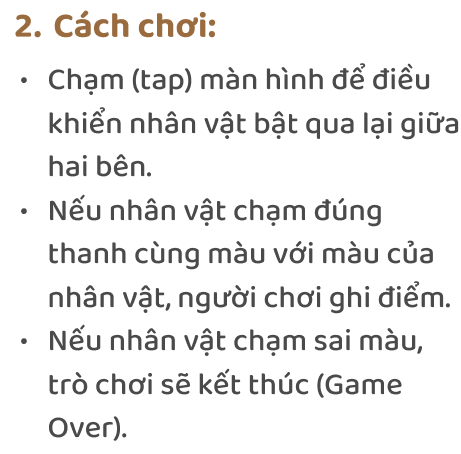 2. Cách chơi:
• Chạm (tap) màn hình để điều
khiển nhân vật bật qua lại giữa
hai bên.
• Nếu nhân vật chạm đúng
thanh cùng màu với màu của
nhân vật, người chơi ghi điểm.
• Nếu nhân vật chạm sai màu,
trò chơi sẽ kết thúc (Game
Over).